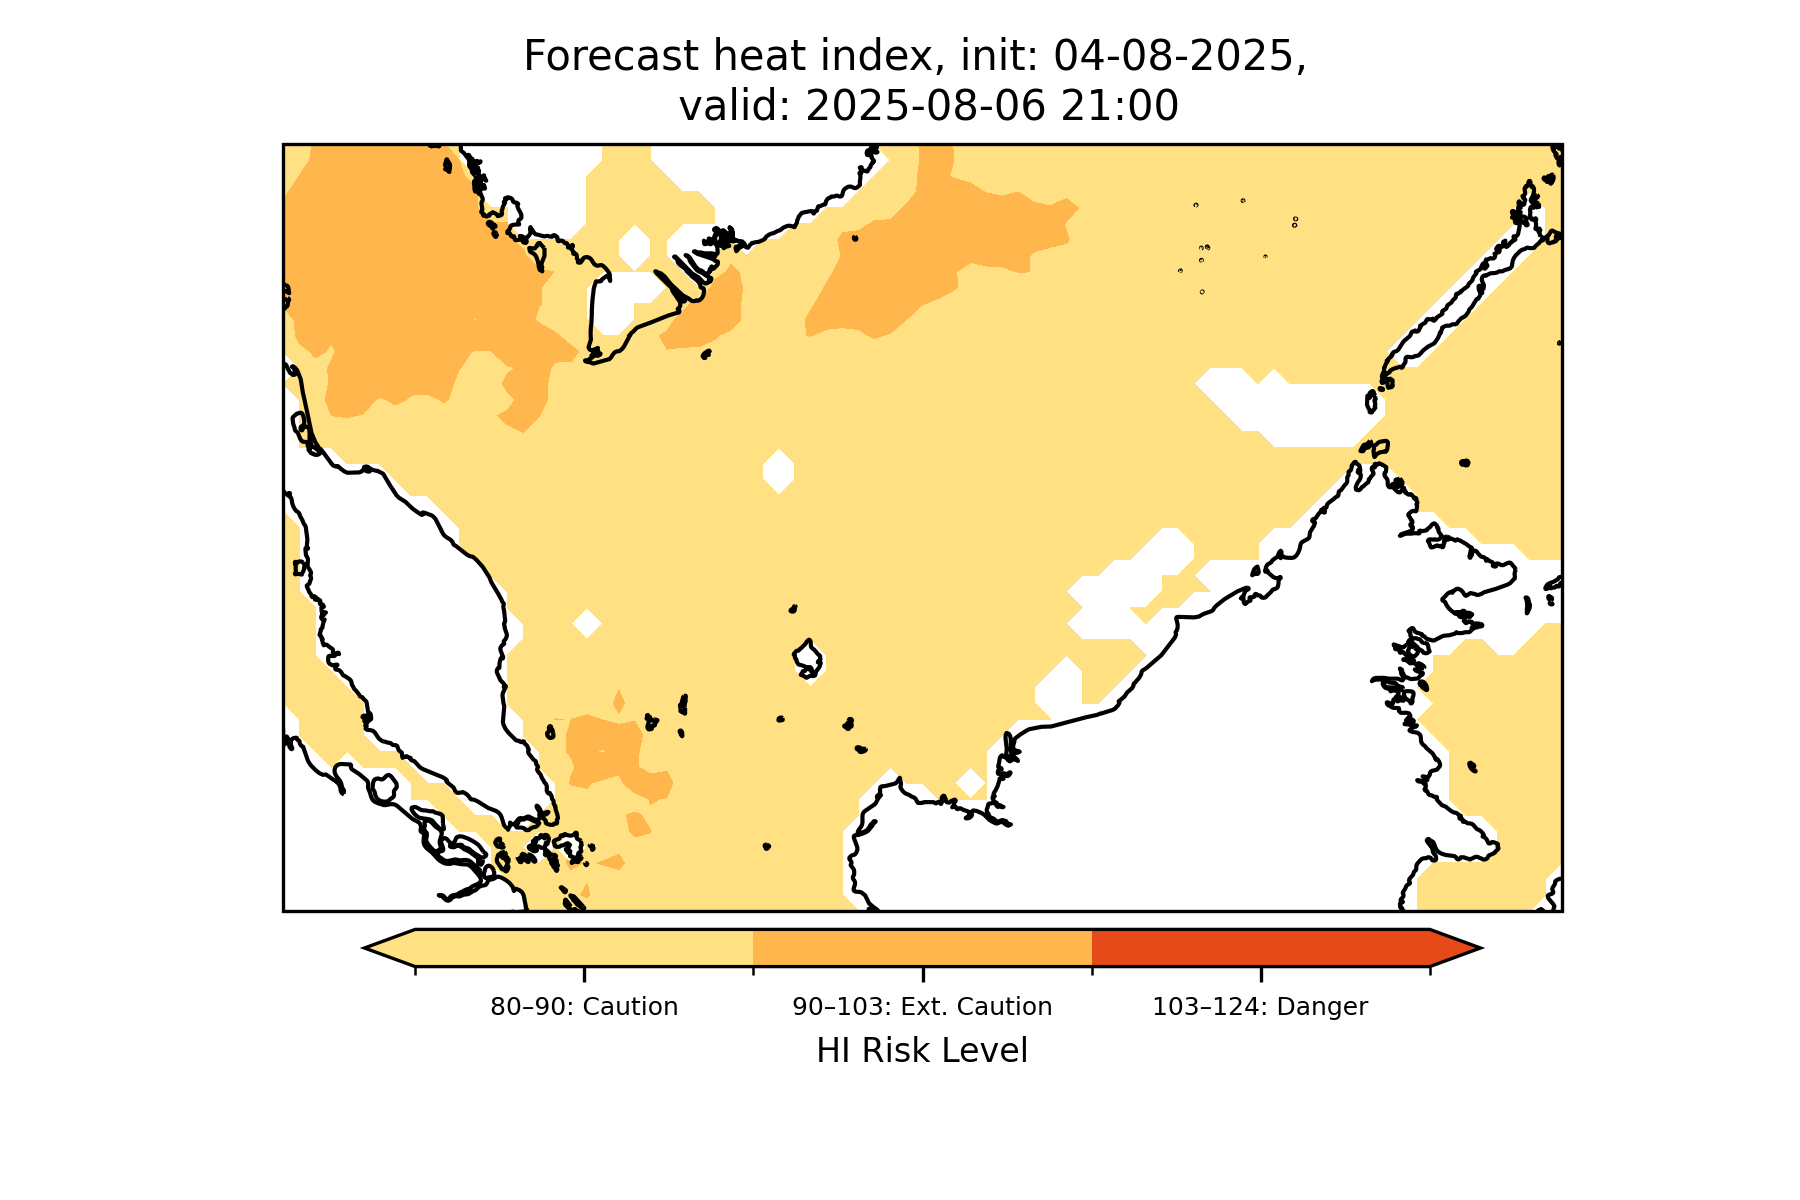 Forecast heat index, init: 04-08-2025,
valid: 2025-08-06 21:00
80–90: Caution
90–103: Ext. Caution
103–124: Danger
HI Risk Level